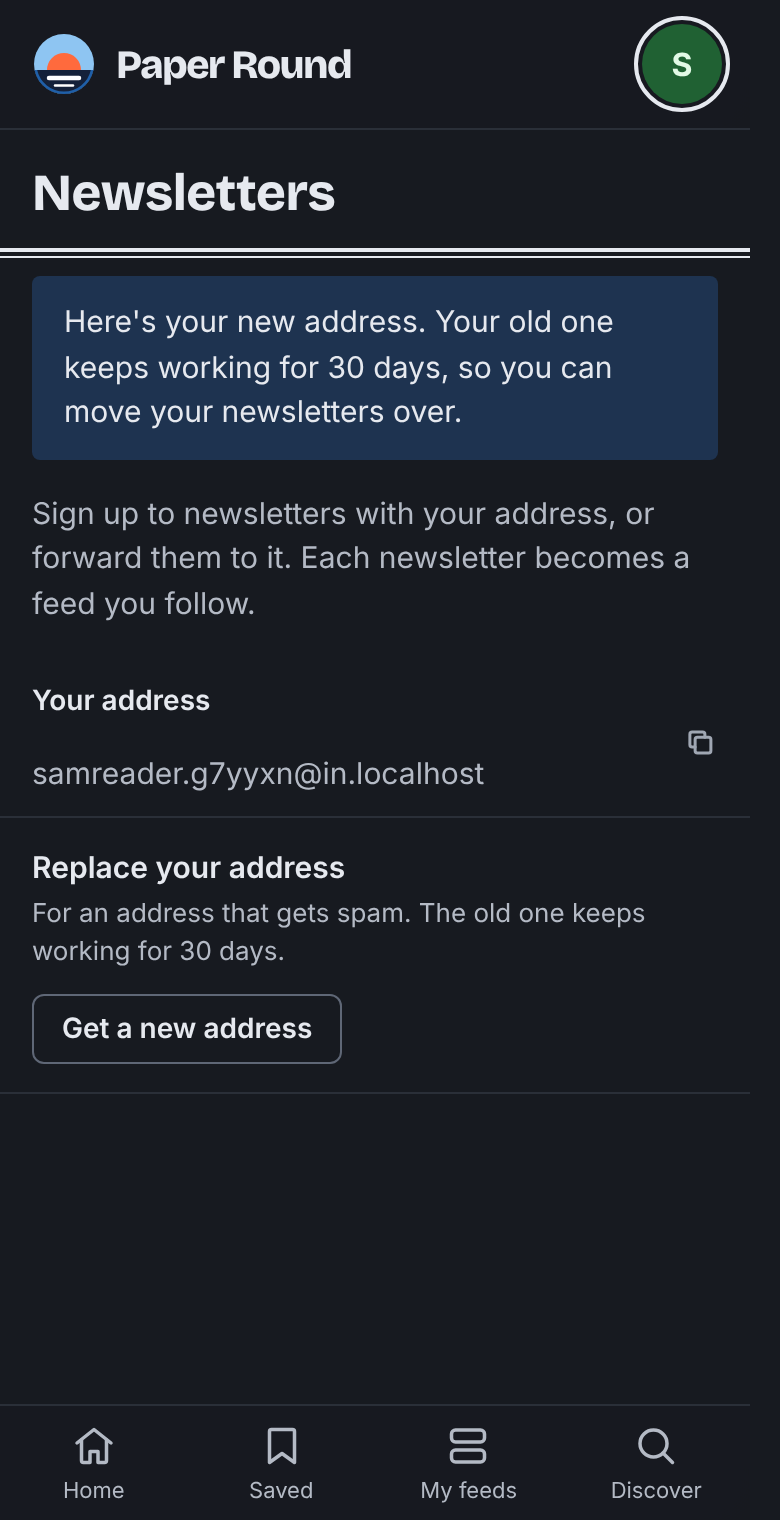 Paper Round
S
Newsletters
Here's your new address. Your old one
keeps working for 30 days, so you can
move your newsletters over.
Sign up to newsletters with your address, or
forward them to it. Each newsletter becomes a
feed you follow.
Your address
samreader.g7yyxn@in.localhost
Replace your address
For an address that gets spam. The old one keeps
working for 30 days.
Get a new address
Home
Saved
My feeds
Discover